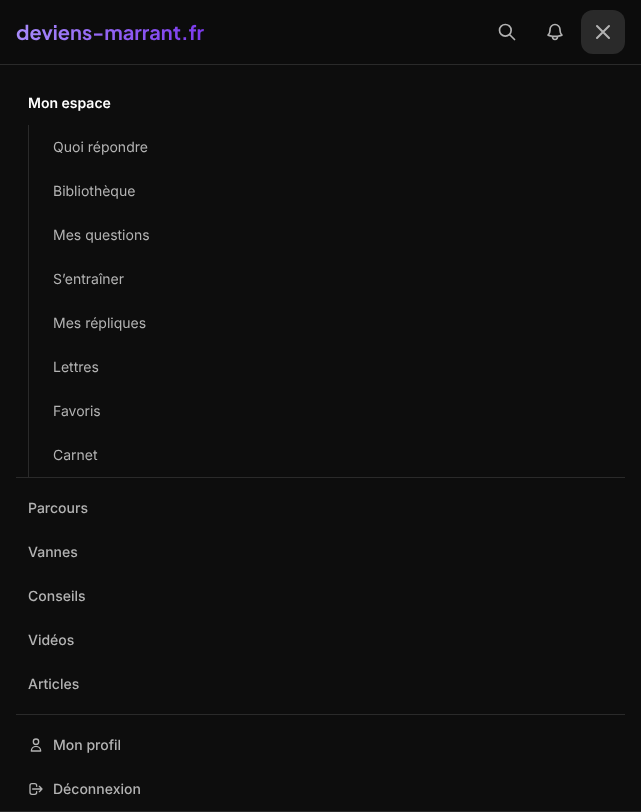 deviens-marrant.fr
Mon espace
Quoi répondre
Bibliothèque
Mes questions
S’entraîner
Mes répliques
Lettres
Favoris
Carnet
Parcours
Vannes
Conseils
Vidéos
Articles
Mon profil
Déconnexion